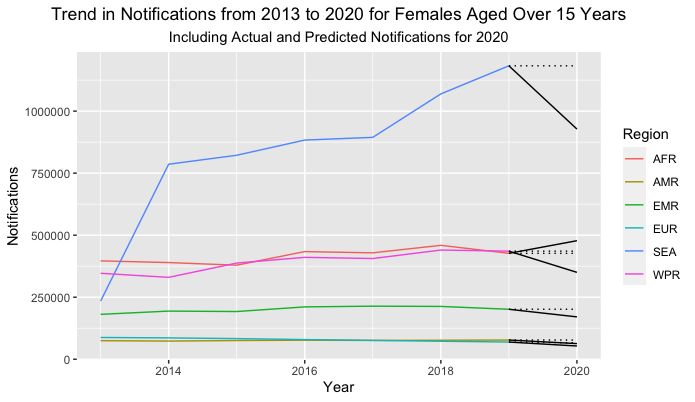 Trend in Notifications from 2013 to 2020 for Females Aged Over 15 Years
Including Actual and Predicted Notifications for 2020
Notifications
1000000
750000
500000
250000
0
2014
2016
2018
2020
Year
Region
AFR
AMR
EMR
EUR
SEA
WPR